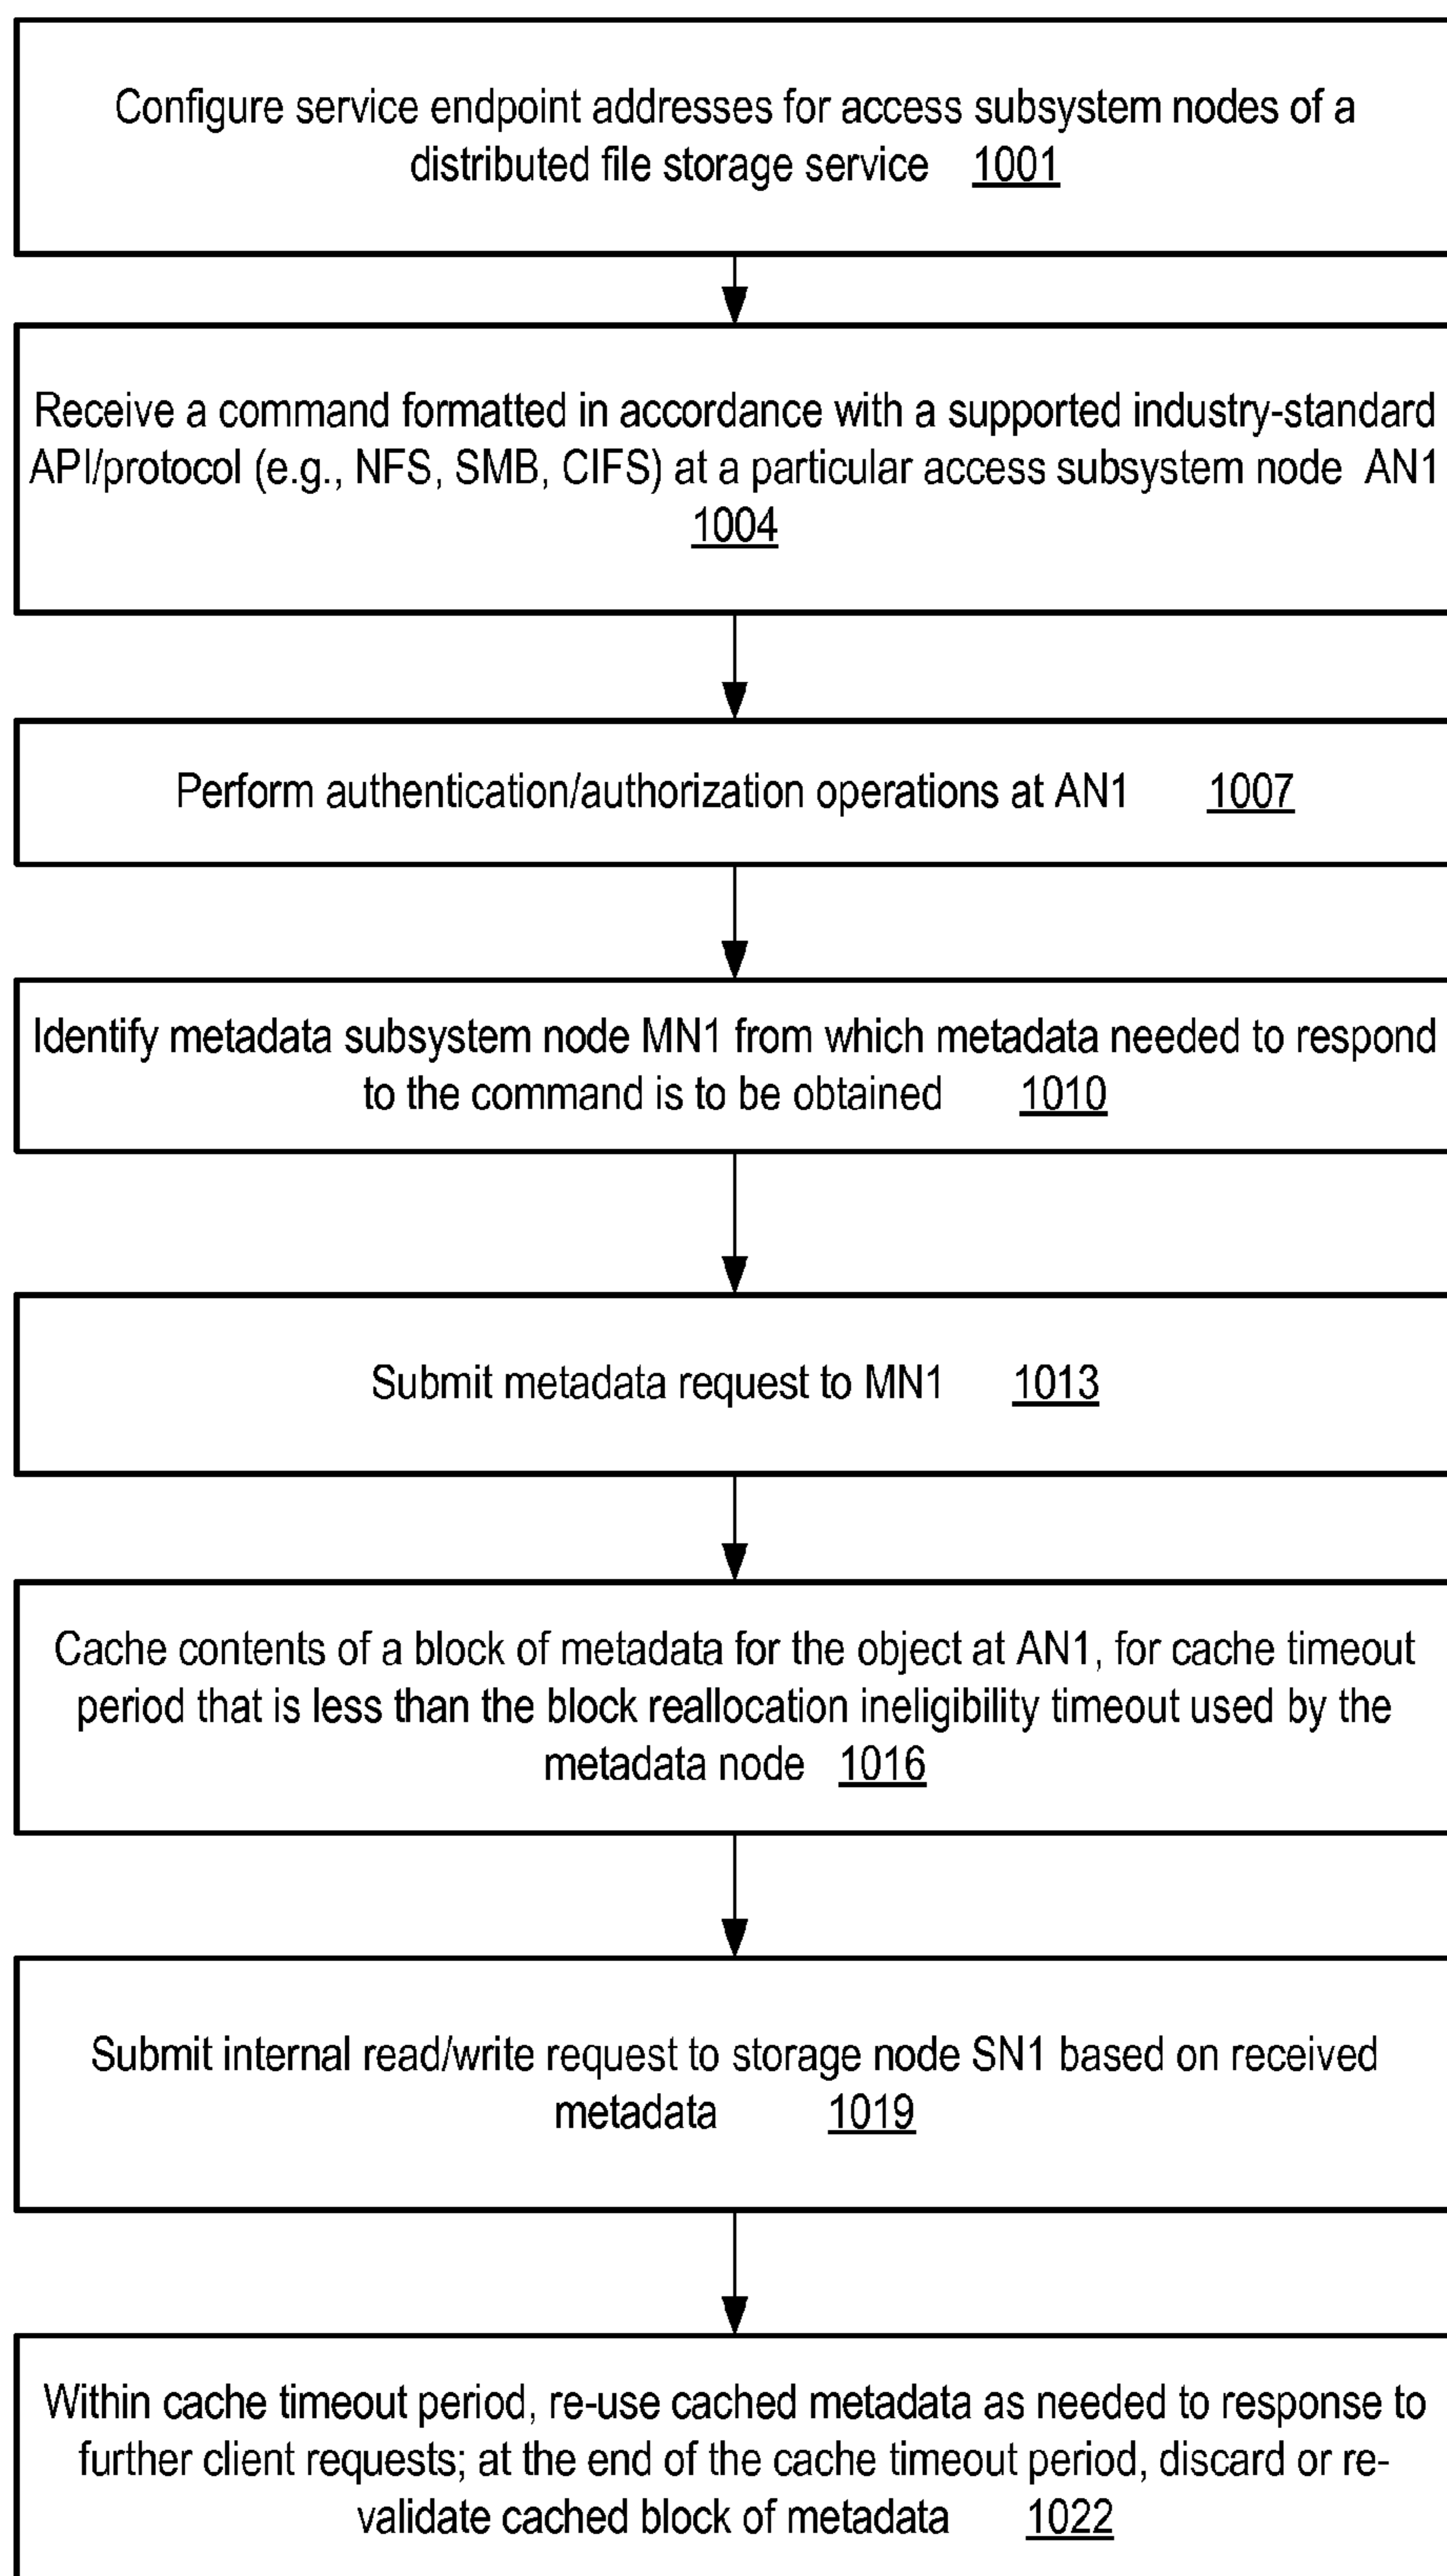 Configure service endpoint addresses for access subsystem nodes of a
distributed file storage service 1001
Receive a command formatted in accordance with a supported industry-standard
API/protocol (e.g., NFS, SMB, CIFS) at a particular access subsystem node AN1
1004
Perform authentication/authorization operations at AN1 1007
Identify metadata subsystem node MN1 from which metadata needed to respond
to the command is to be obtained 1010
Submit metadata request to MN1 1013
Cache contents of a block of metadata for the object at AN1, for cache timeout
period that is less than the block reallocation ineligibility timeout used by the
metadata node 1016
Submit internal read/write request to storage node SN1 based on received
metadata 1019
Within cache timeout period, re-use cached metadata as needed to response to
further client requests; at the end of the cache timeout period, discard or re-
validate cached block of metadata 1022